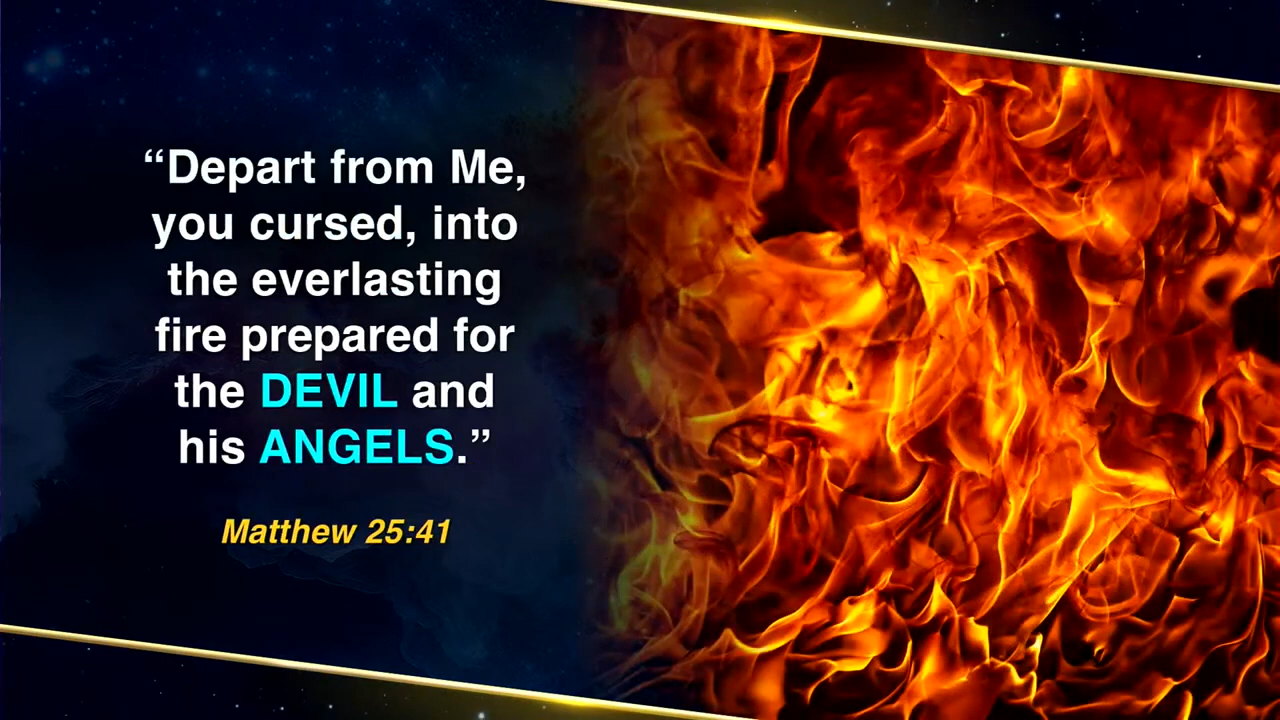 “Depart from Me,
you cursed, into
the everlasting
fire prepared for
the DEVIL and
his ANGELS.”
Matthew 25:41